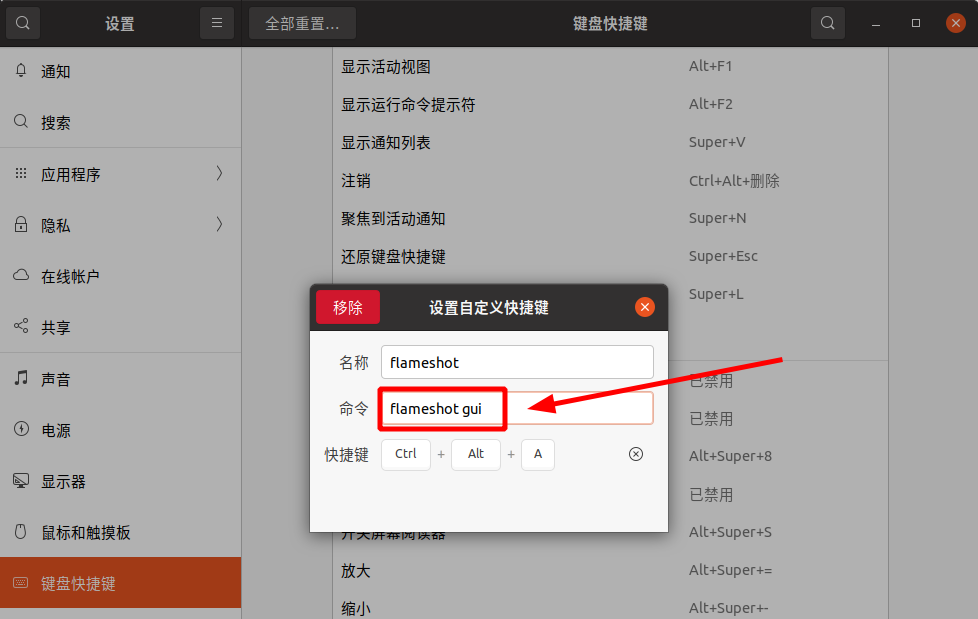 设置
全部重置...
键盘快捷键
通知
搜索
应用程序
隐私
在线帐户
共享
声音
电源
显示器
鼠标和触摸板
键盘快捷键
显示活动视图 Alt+F1
显示运行命令提示符 Alt+F2
显示通知列表 Super+V
注销 Ctrl+Alt+删除
聚焦到活动通知 Super+N
还原键盘快捷键 Super+Esc
Super+L
移除 设置自定义快捷键
名称 flameshot
命令 flameshot gui
快捷键 Ctrl + Alt + A
已禁用
已禁用
Alt+Super+8
已禁用
开关屏幕阅读器 Alt+Super+S
放大 Alt+Super+=
缩小 Alt+Super+-